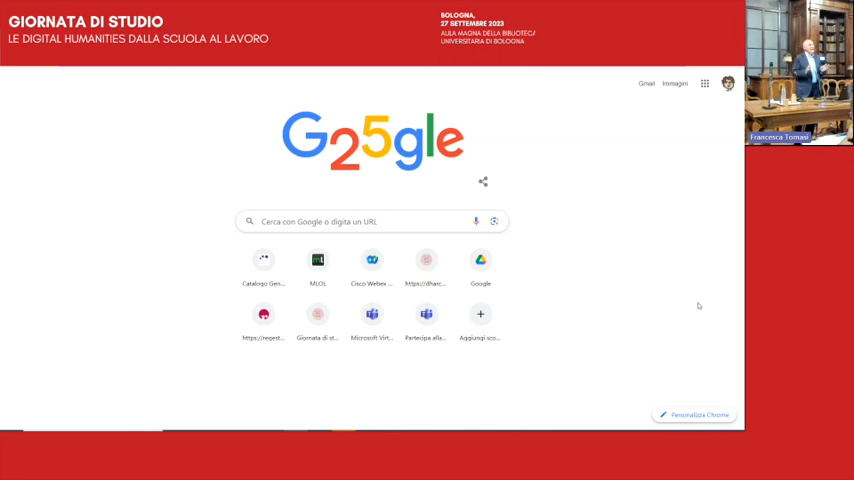 GIORNATA DI STUDIO
LE DIGITAL HUMANITIES DALLA SCUOLA AL LAVORO
BOLOGNA,
27 SETTEMBRE 2023
AULA MAGNA DELLA BIBLIOTECA
UNIVERSITARIA DI BOLOGNA
Gmail Immagini
G25gle
Cerca con Google o digita un URL
Catalogo Gen... MLOL Cisco Webex ... https://dharc... Google
https://regest... Giornata di st... Microsoft Virt... Partecipa alla... Aggiungi sco...
Personalizza Chrome
Francesca Tomasi